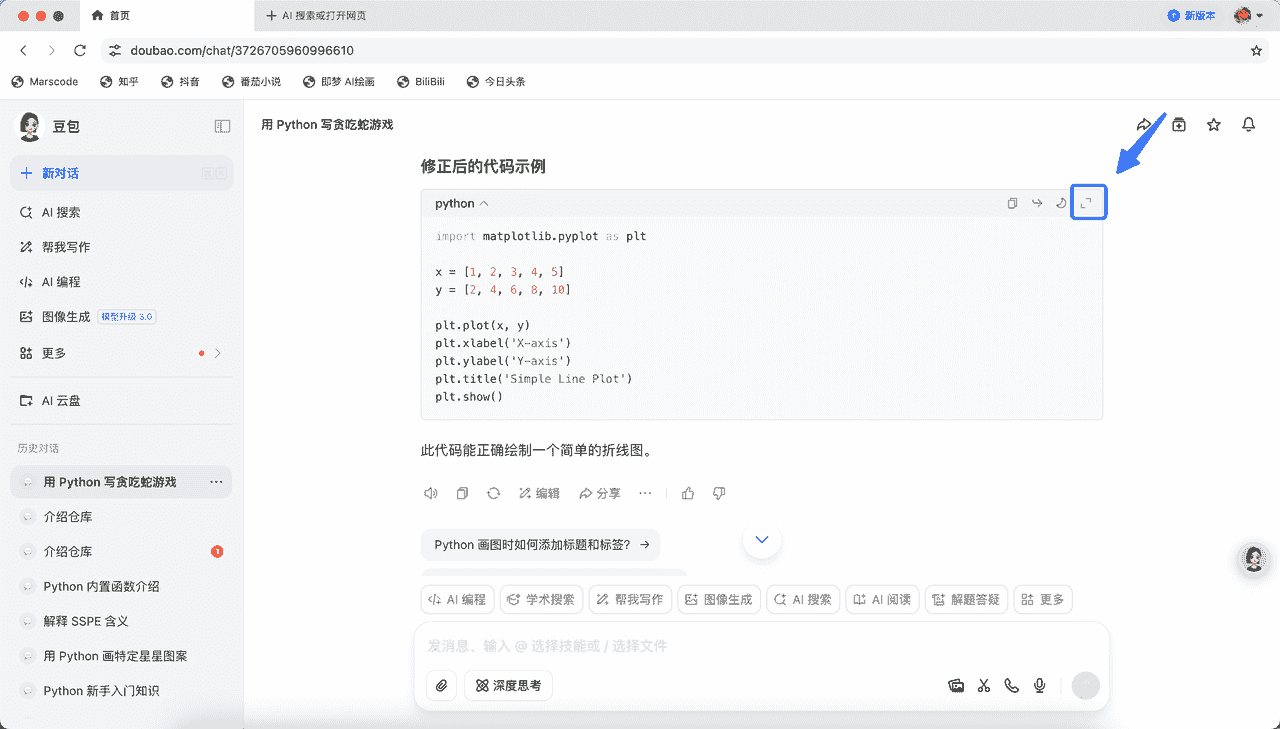 首页
AI 搜索或打开网页
新版本
doubao.com/chat/3726705960996610
Marscode 知乎 抖音 番茄小说 即梦 AI绘画 BiliBili 今日头条
豆包
新对话
AI 搜索
帮我写作
AI 编程
图像生成 模型升级 3.0
更多
AI 云盘
历史对话
用 Python 写贪吃蛇游戏
介绍仓库
介绍仓库 1
Python 内置函数介绍
解释 SSPE 含义
用 Python 画特定星星图案
Python 新手入门知识
用 Python 写贪吃蛇游戏
修正后的代码示例
python
import matplotlib.pyplot as plt
x = [1, 2, 3, 4, 5]
y = [2, 4, 6, 8, 10]
plt.plot(x, y)
plt.xlabel('X-axis')
plt.ylabel('Y-axis')
plt.title('Simple Line Plot')
plt.show()
此代码能正确绘制一个简单的折线图。
编辑 分享
Python 画图时如何添加标题和标签? →
AI 编程 学术搜索 帮我写作 图像生成 AI 搜索 AI 阅读 解题答疑 更多
发消息、输入 @ 选择技能或 / 选择文件
深度思考